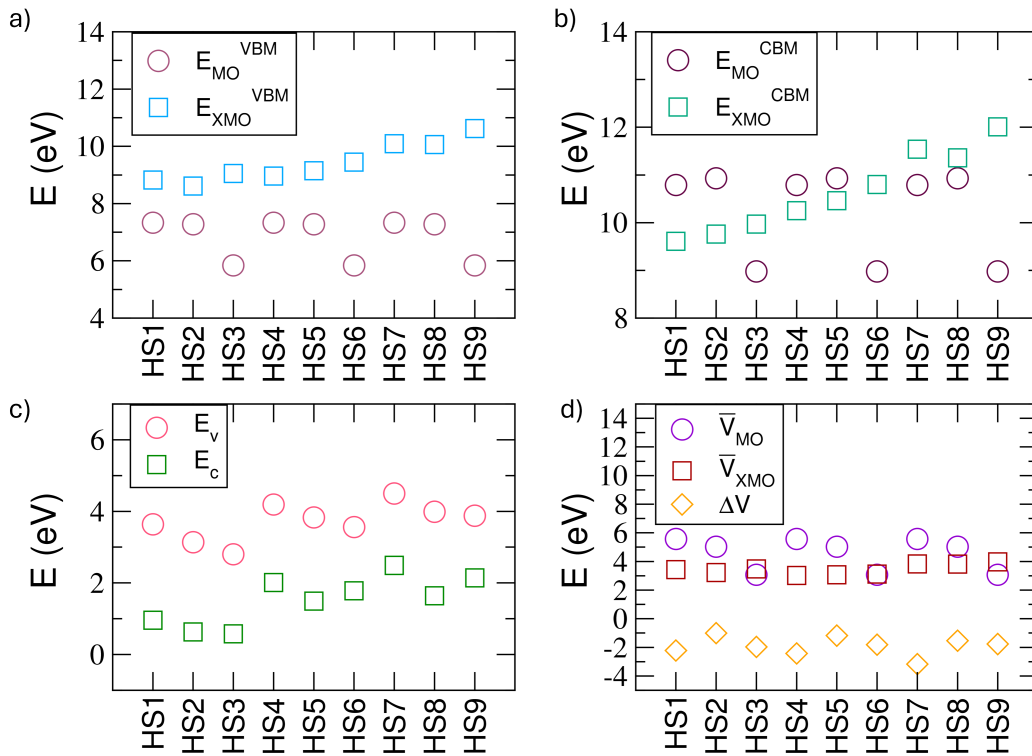 a)
E (eV)
14
12
10
8
6
4
E_MO^VBM
E_XMO^VBM
HS1 HS2 HS3 HS4 HS5 HS6 HS7 HS8 HS9
b)
E (eV)
14
12
10
8
E_MO^CBM
E_XMO^CBM
HS1 HS2 HS3 HS4 HS5 HS6 HS7 HS8 HS9
c)
E (eV)
6
4
2
0
E_v
E_c
HS1 HS2 HS3 HS4 HS5 HS6 HS7 HS8 HS9
d)
E (eV)
14
12
10
8
6
4
2
0
-2
-4
V̅_MO
V̅_XMO
ΔV
HS1 HS2 HS3 HS4 HS5 HS6 HS7 HS8 HS9